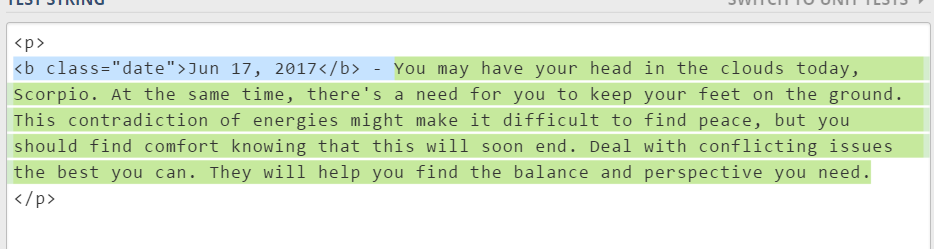 TEST STRING
SWITCH TO UNIT TESTS
<p>
<b class="date">Jun 17, 2017</b> - You may have your head in the clouds today,
Scorpio. At the same time, there's a need for you to keep your feet on the ground.
This contradiction of energies might make it difficult to find peace, but you
should find comfort knowing that this will soon end. Deal with conflicting issues
the best you can. They will help you find the balance and perspective you need.
</p>